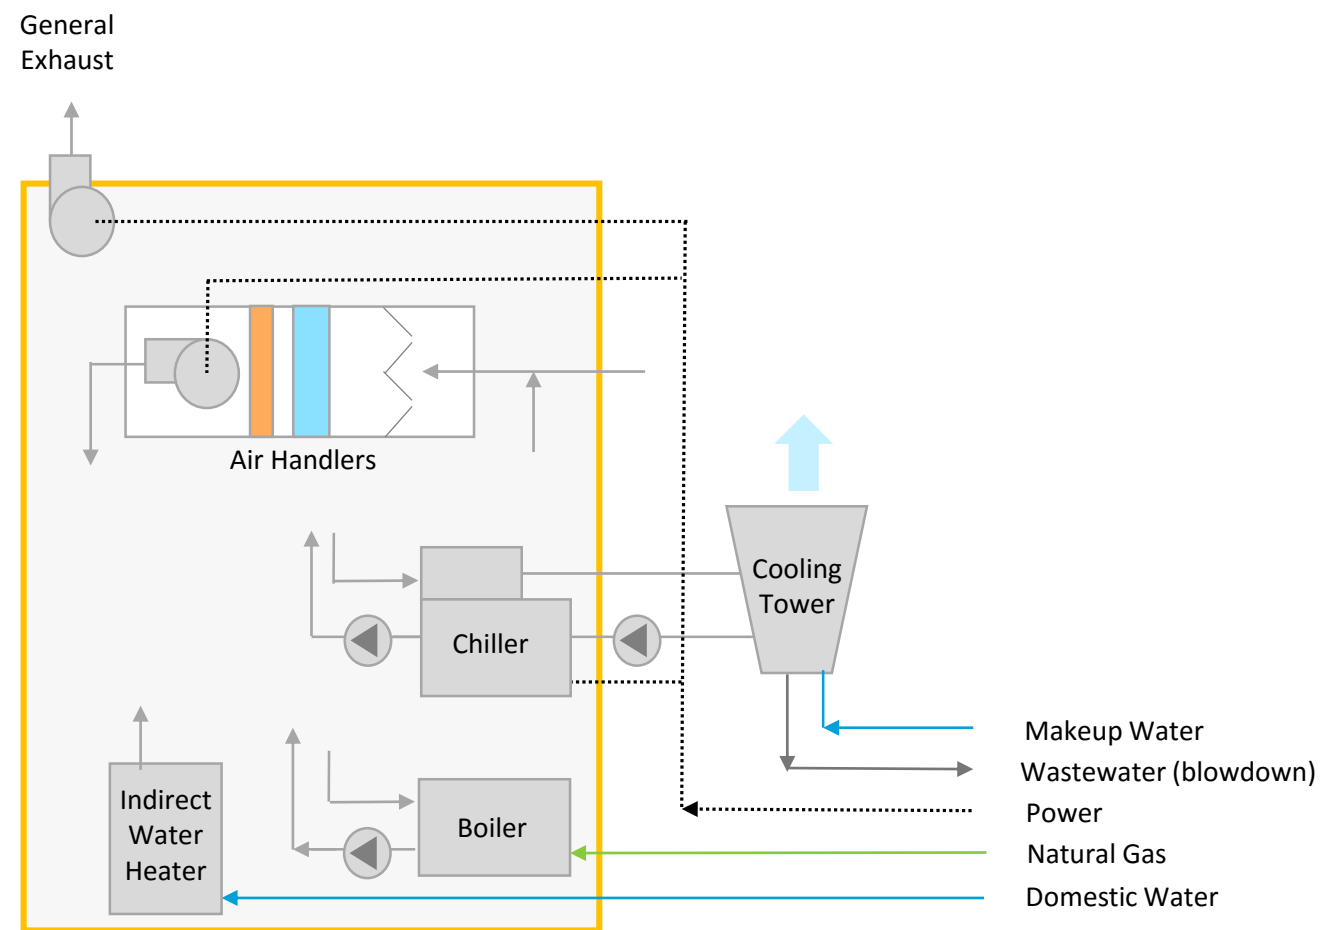 General
Exhaust
Air Handlers
Cooling
Tower
Chiller
Makeup Water
Wastewater (blowdown)
Indirect
Water
Heater
Boiler
Power
Natural Gas
Domestic Water